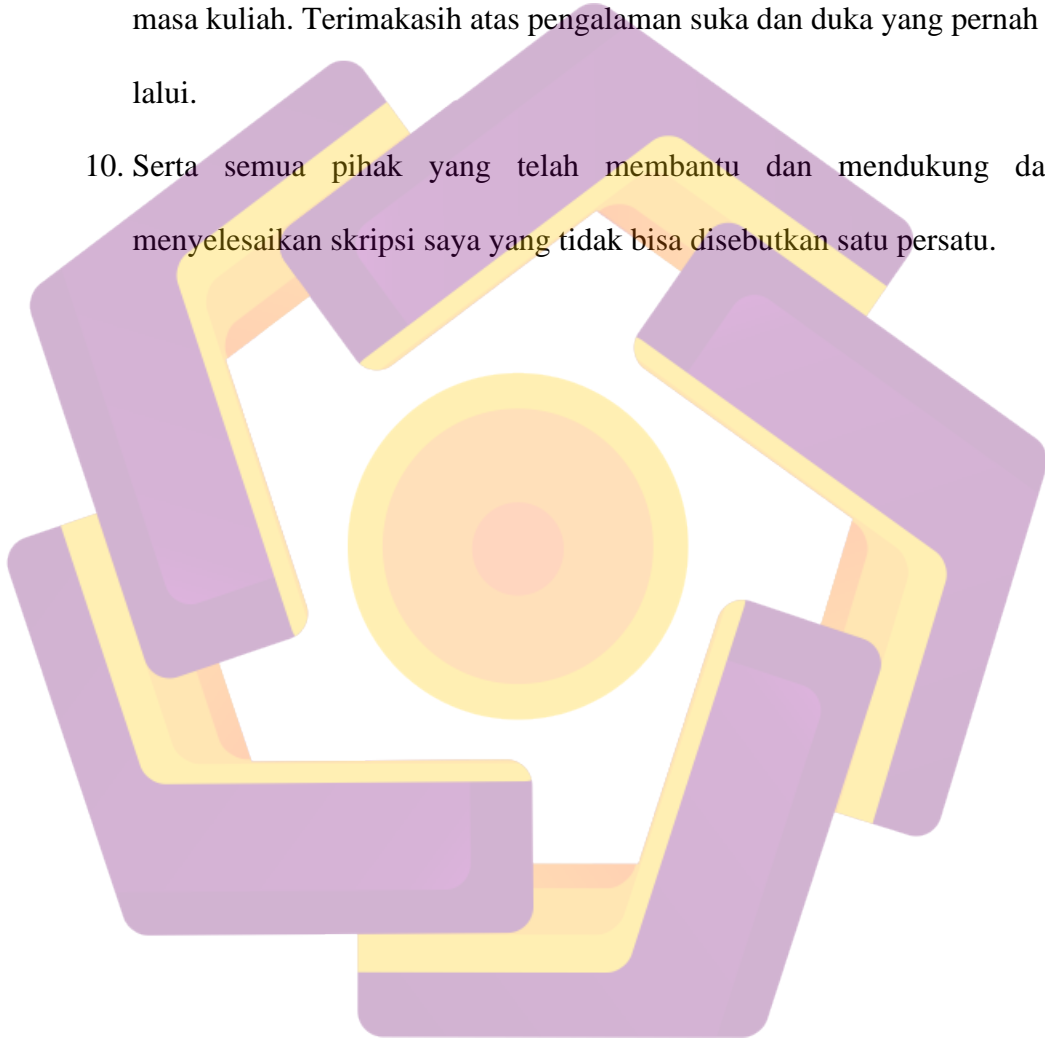 masa kuliah. Terimakasih atas pengalaman suka dan duka yang pernah
lalui.
10. Serta semua pihak yang telah membantu dan mendukung da
menyelesaikan skripsi saya yang tidak bisa disebutkan satu persatu.